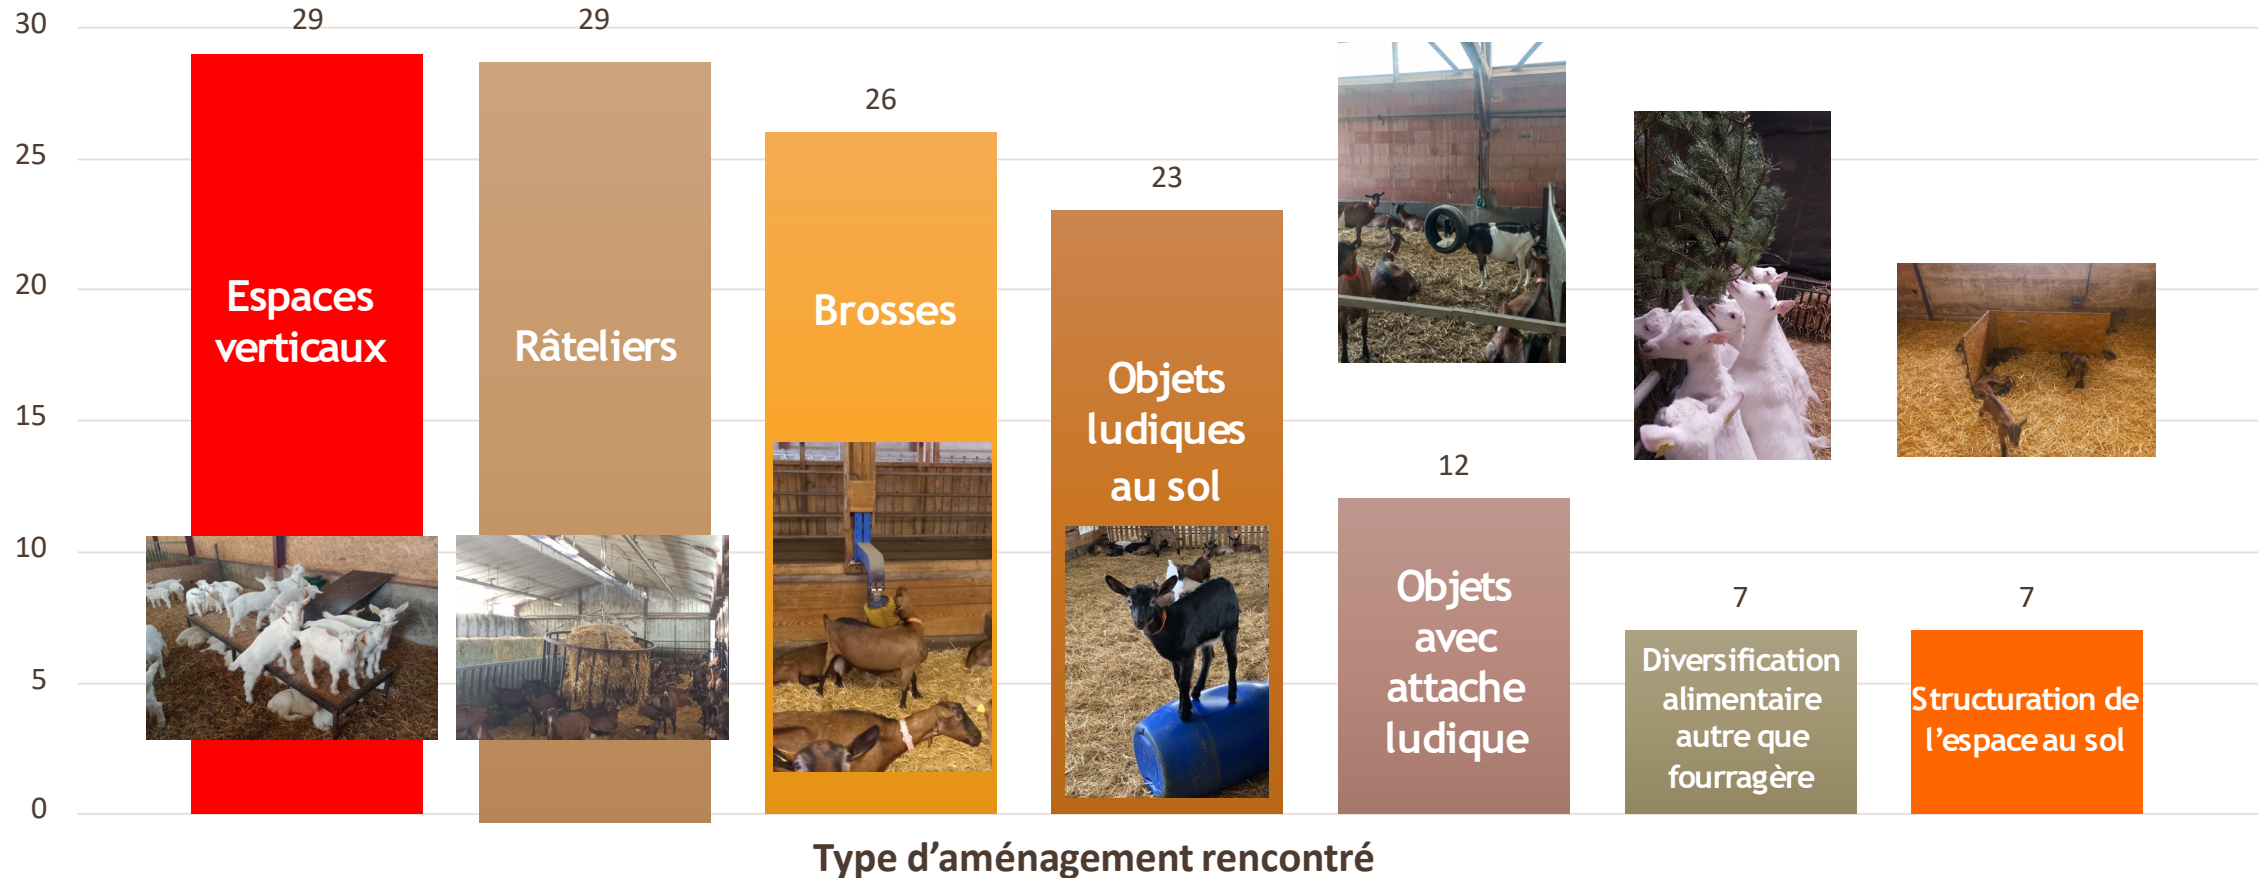 30
25
20
15
10
5
0
29
29
26
23
12
7
7
Espaces
verticaux
Râteliers
Brosses
Objets
ludiques
au sol
Objets
avec
attache
ludique
Diversification
alimentaire
autre que
fourragère
Structuration de
l’espace au sol
Type d’aménagement rencontré